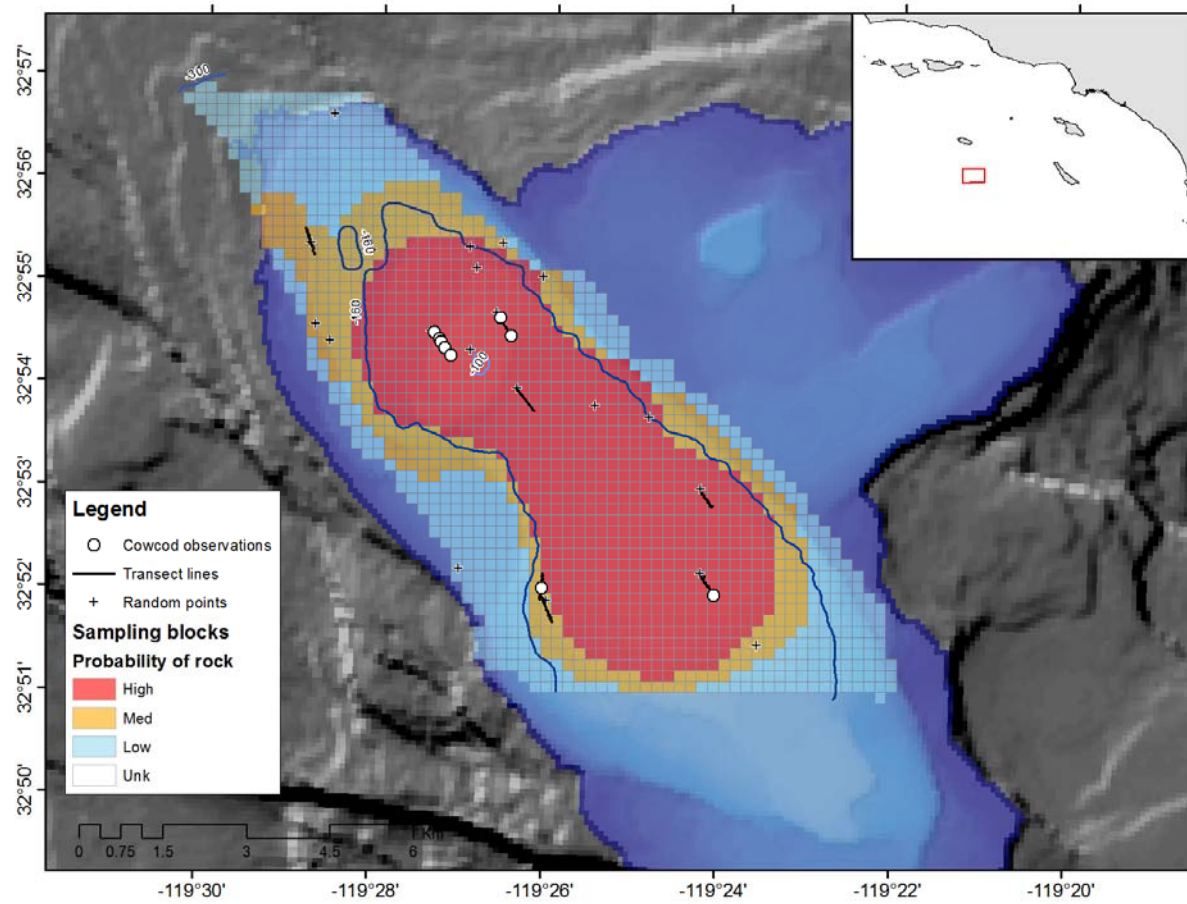 32°57'
32°56'
32°55'
32°54'
32°53'
32°52'
32°51'
32°50'
-300
-160
-160
-100
Legend
Cowcod observations
Transect lines
Random points
Sampling blocks
Probability of rock
High
Med
Low
Unk
Km
0 0.75 1.5 3 4.5 6
-119°30' -119°28' -119°26' -119°24' -119°22' -119°20'